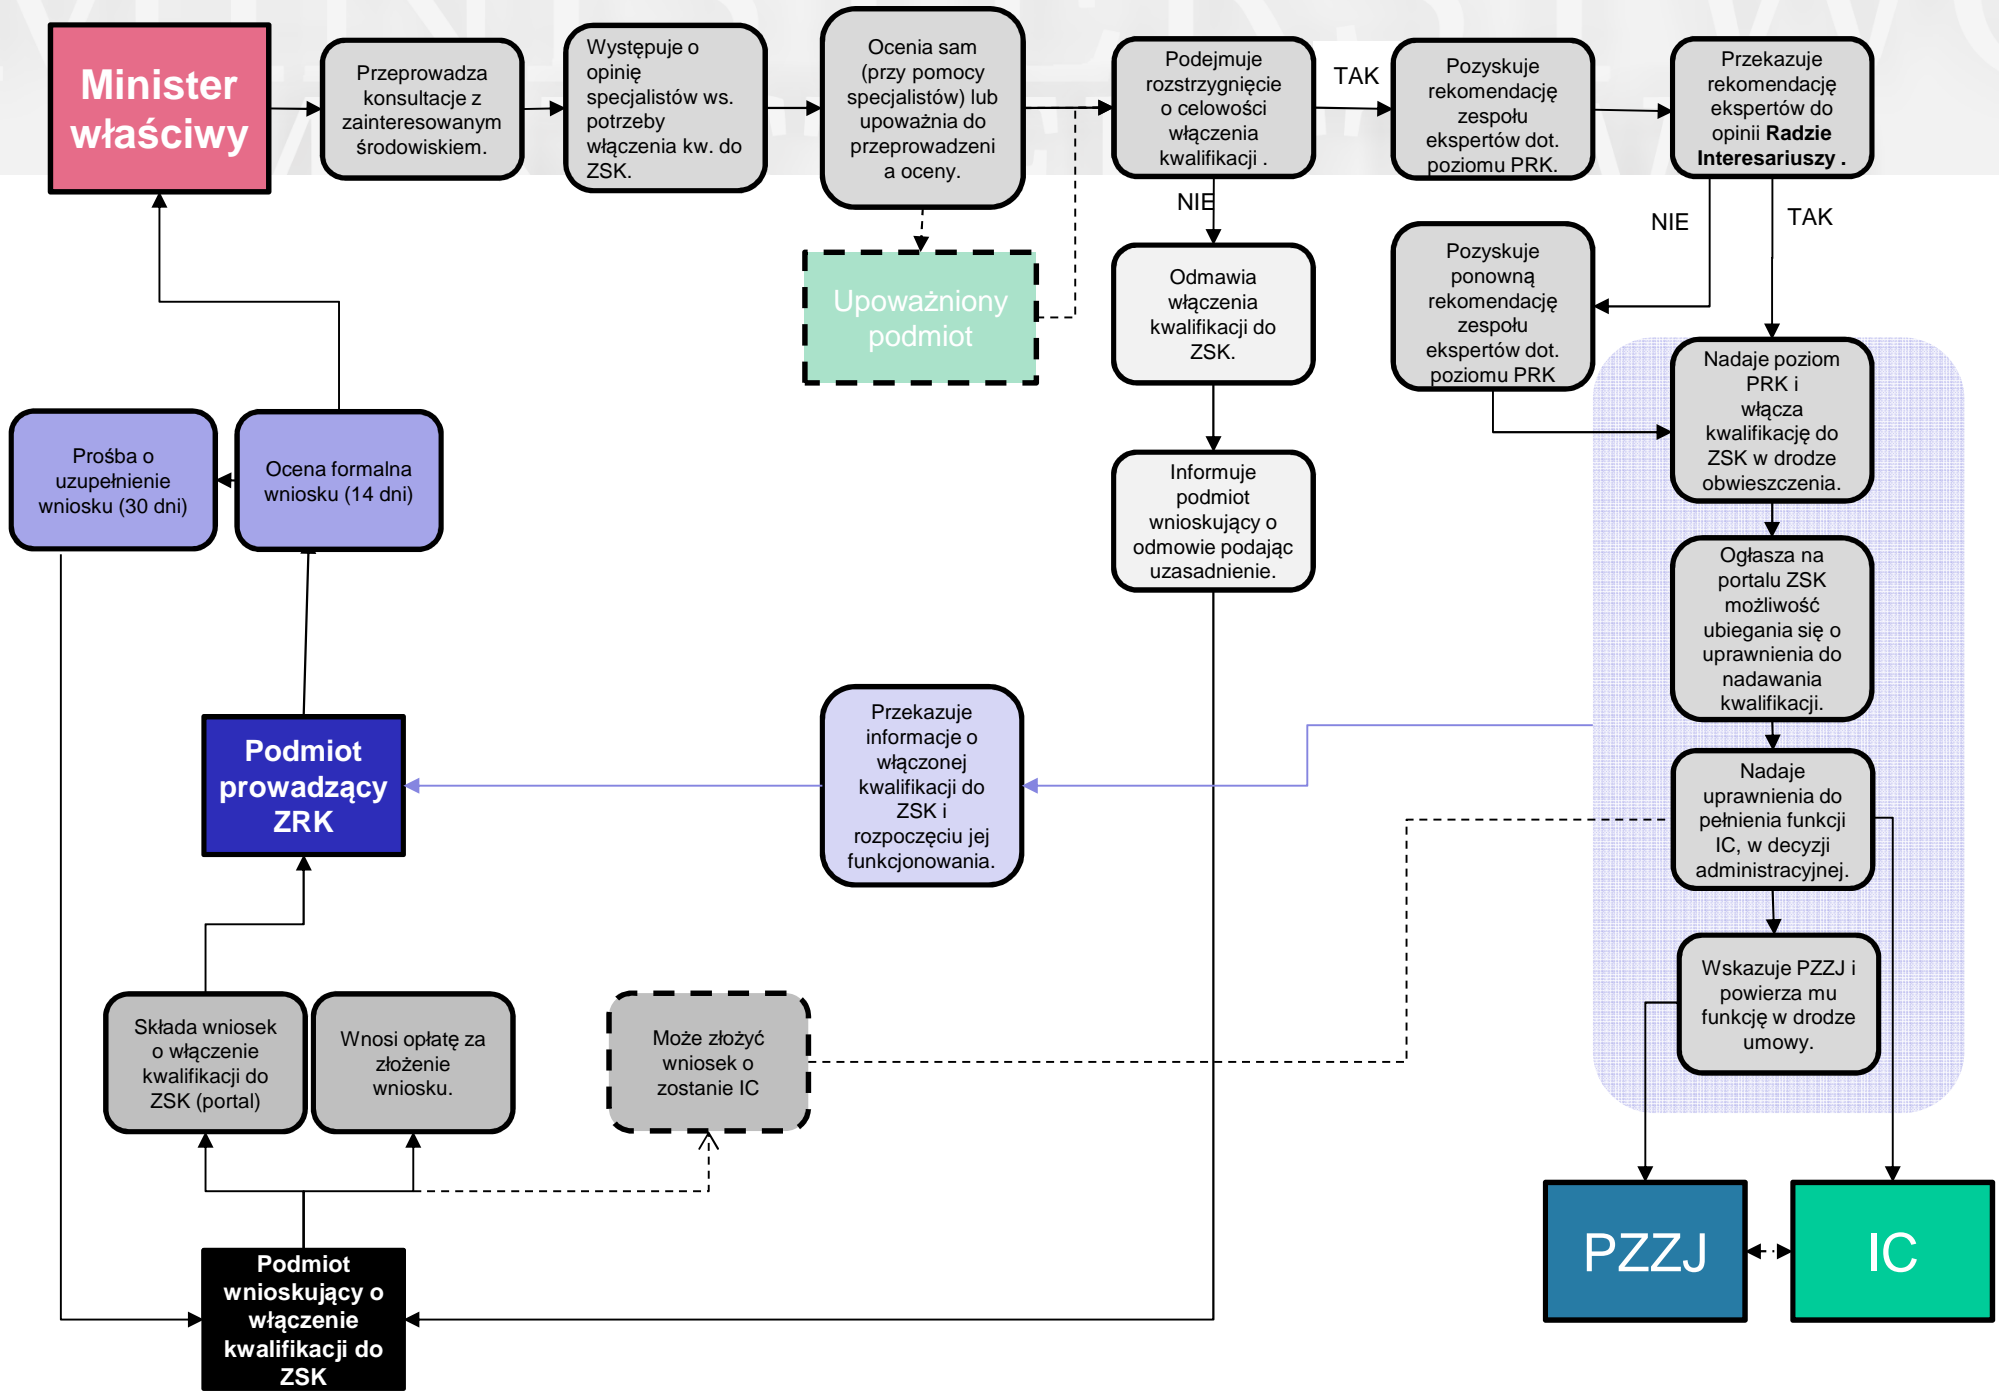 Minister
właściwy
Przeprowadza
konsultacje z
zainteresowanym
środowiskiem.
Występuje o
opinię
specjalistów ws.
potrzeby
włączenia kw. do
ZSK.
Ocenia sam
(przy pomocy
specjalistów) lub
upoważnia do
przeprowadzeni
a oceny.
Podejmuje
rozstrzygnięcie
o celowości
włączenia
kwalifikacji .
TAK
Pozyskuje
rekomendację
zespołu
ekspertów dot.
poziomu PRK.
Przekazuje
rekomendację
ekspertów do
opinii Radzie
Interesariuszy .
NIE
NIE
TAK
Upoważniony
podmiot
Odmawia
włączenia
kwalifikacji do
ZSK.
Pozyskuje
ponowną
rekomendację
zespołu
ekspertów dot.
poziomu PRK
Nadaje poziom
PRK i
włącza
kwalifikację do
ZSK w drodze
obwieszczenia.
Prośba o
uzupełnienie
wniosku (30 dni)
Ocena formalna
wniosku (14 dni)
Informuje
podmiot
wnioskujący o
odmowie podając
uzasadnienie.
Ogłasza na
portalu ZSK
możliwość
ubiegania się o
uprawnienia do
nadawania
kwalifikacji.
Podmiot
prowadzący
ZRK
Przekazuje
informacje o
włączonej
kwalifikacji do
ZSK i
rozpoczęciu jej
funkcjonowania.
Nadaje
uprawnienia do
pełnienia funkcji
IC, w decyzji
administracyjnej.
Wskazuje PZZJ i
powierza mu
funkcję w drodze
umowy.
Składa wniosek
o włączenie
kwalifikacji do
ZSK (portal)
Wnosi opłatę za
złożenie
wniosku.
Może złożyć
wniosek o
zostanie IC
PZZJ
IC
Podmiot
wnioskujący o
włączenie
kwalifikacji do
ZSK